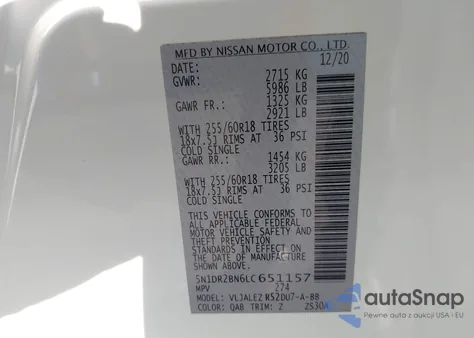 MFD BY NISSAN MOTOR CO., LTD.
DATE: 12/20
GVWR: 2715 KG
5986 LB
GAWR FR.: 1325 KG
2921 LB
WITH 255/60R18 TIRES
18x7.5J RIMS AT 36 PSI
COLD SINGLE
GAWR RR.: 1454 KG
3205 LB
WITH 255/60R18 TIRES
18x7.5J RIMS AT 36 PSI
COLD SINGLE
THIS VEHICLE CONFORMS TO
ALL APPLICABLE FEDERAL
MOTOR VEHICLE SAFETY AND
THEFT PREVENTION
STANDARDS IN EFFECT ON
THE DATE OF MANUFACTURE
SHOWN ABOVE.
5N1DR2BN6LC651157
MPV 274
MODEL: VLJALEZ R52DU7-A-BB
COLOR: QAB TRIM: Z ZS30A
autoSnap
Pewne auta z aukcji w USA i EU